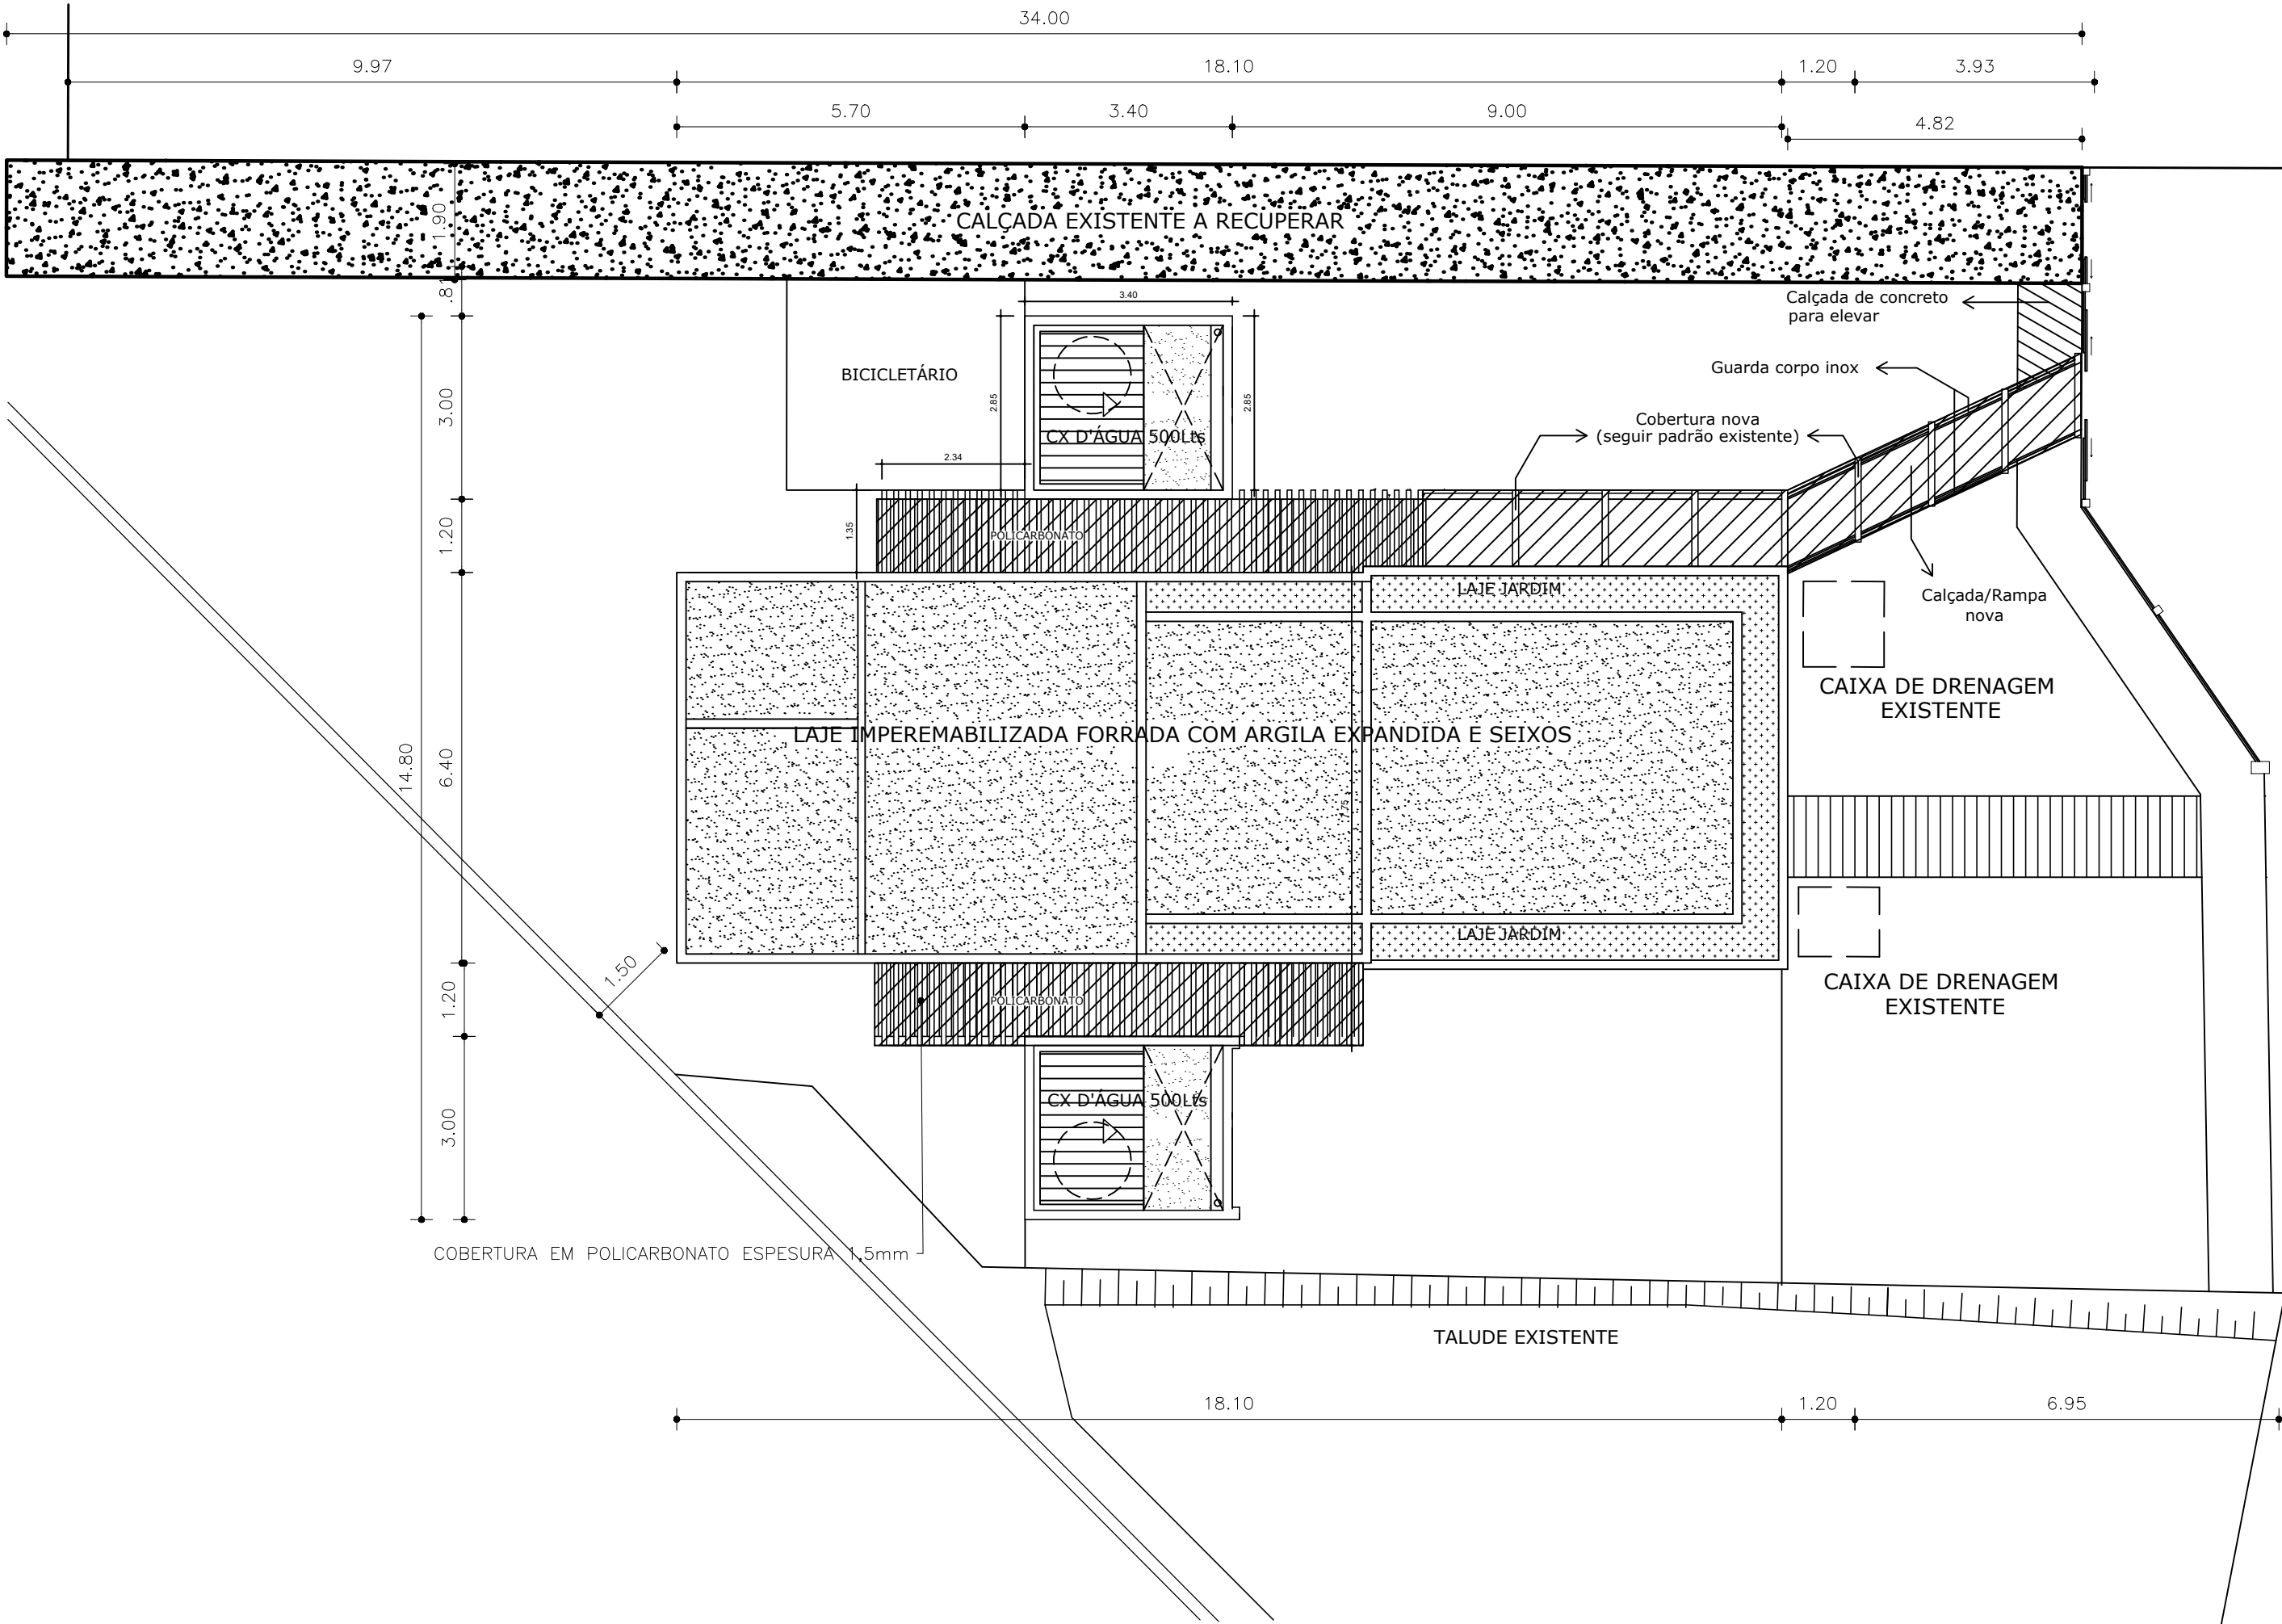 34.00
9.97
18.10
1.20
3.93
5.70
3.40
9.00
4.82
1.90
CALÇADA EXISTENTE A RECUPERAR
.81
3.40
Calçada de concreto
para elevar
BICICLETÁRIO
Guarda corpo inox
3.00
2.85
2.85
Cobertura nova
(seguir padrão existente)
CX D'ÁGUA 500Lts
2.34
1.20
1.35
POLICARBONATO
LAJE JARDIM
Calçada/Rampa
nova
CAIXA DE DRENAGEM
EXISTENTE
LAJE IMPEREMABILIZADA FORRADA COM ARGILA EXPANDIDA E SEIXOS
14.80
6.40
LAJE JARDIM
1.50
CAIXA DE DRENAGEM
EXISTENTE
1.20
POLICARBONATO
3.00
CX D'ÁGUA 500Lts
COBERTURA EM POLICARBONATO ESPESURA 1,5mm
TALUDE EXISTENTE
18.10
1.20
6.95